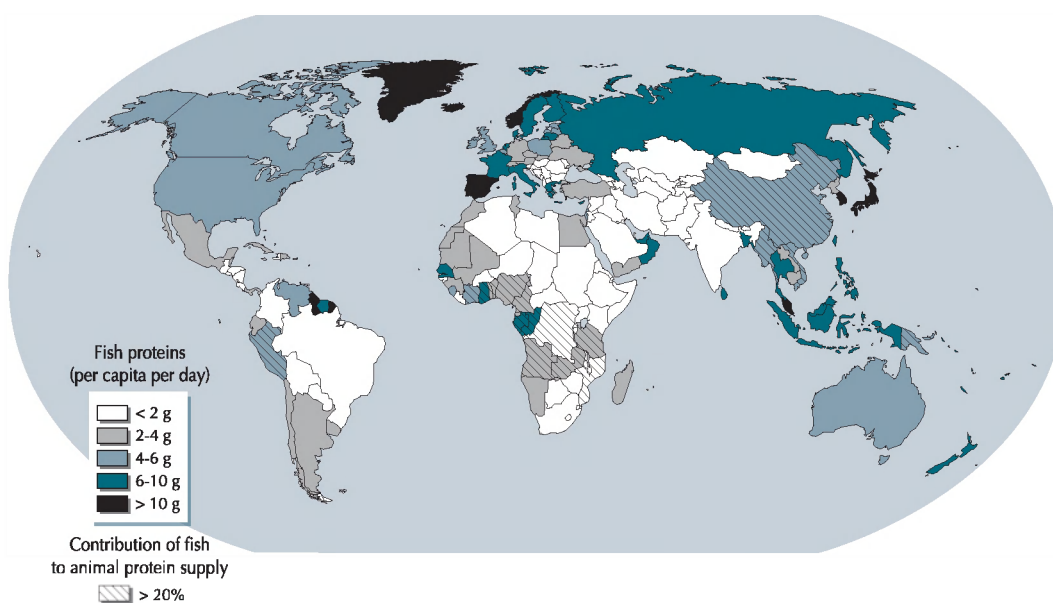 Fish proteins
(per capita per day)
< 2 g
2-4 g
4-6 g
6-10 g
> 10 g
Contribution of fish
to animal protein supply
> 20%